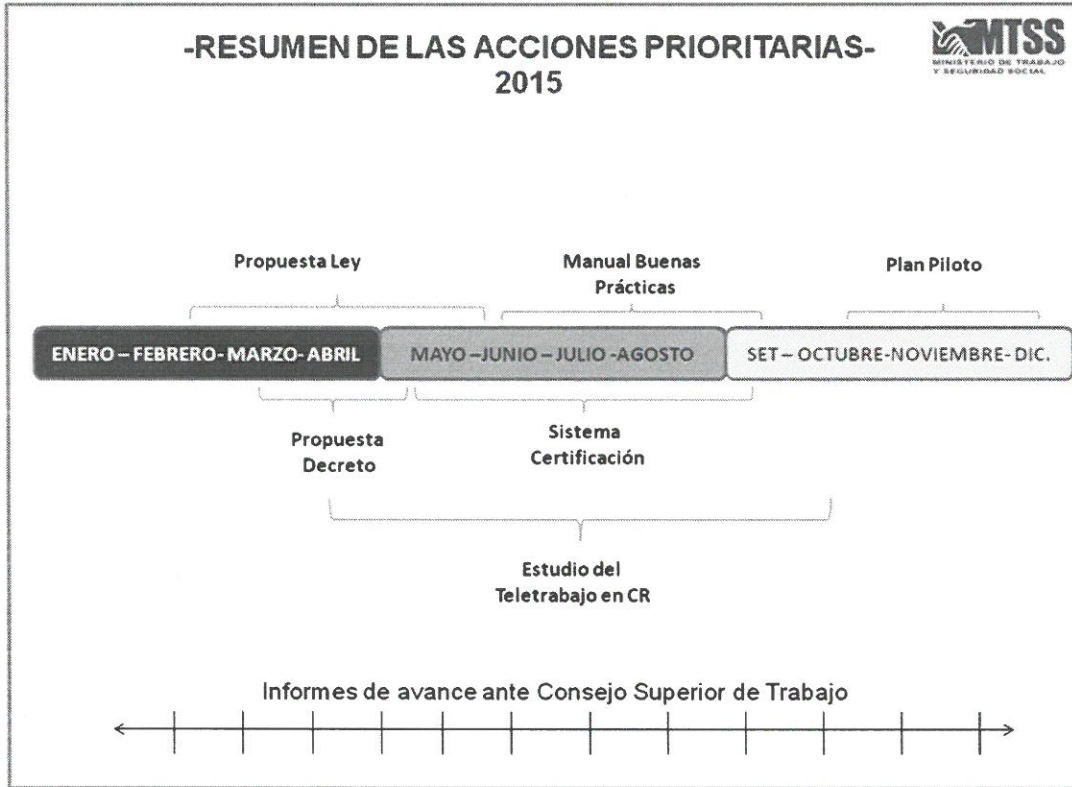 -RESUMEN DE LAS ACCIONES PRIORITARIAS-
2015
MTSS
MINISTERIO DE TRABAJO
Y SEGURIDAD SOCIAL
Propuesta Ley
Manual Buenas
Prácticas
Plan Piloto
ENERO – FEBRERO- MARZO- ABRIL
MAYO –JUNIO – JULIO -AGOSTO
SET – OCTUBRE-NOVIEMBRE- DIC.
Propuesta
Decreto
Sistema
Certificación
Estudio del
Teletrabajo en CR
Informes de avance ante Consejo Superior de Trabajo